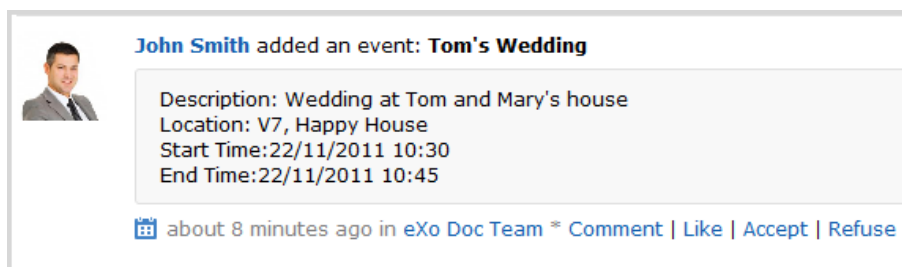 John Smith added an event: Tom's Wedding
Description: Wedding at Tom and Mary's house
Location: V7, Happy House
Start Time:22/11/2011 10:30
End Time:22/11/2011 10:45
about 8 minutes ago in eXo Doc Team * Comment | Like | Accept | Refuse